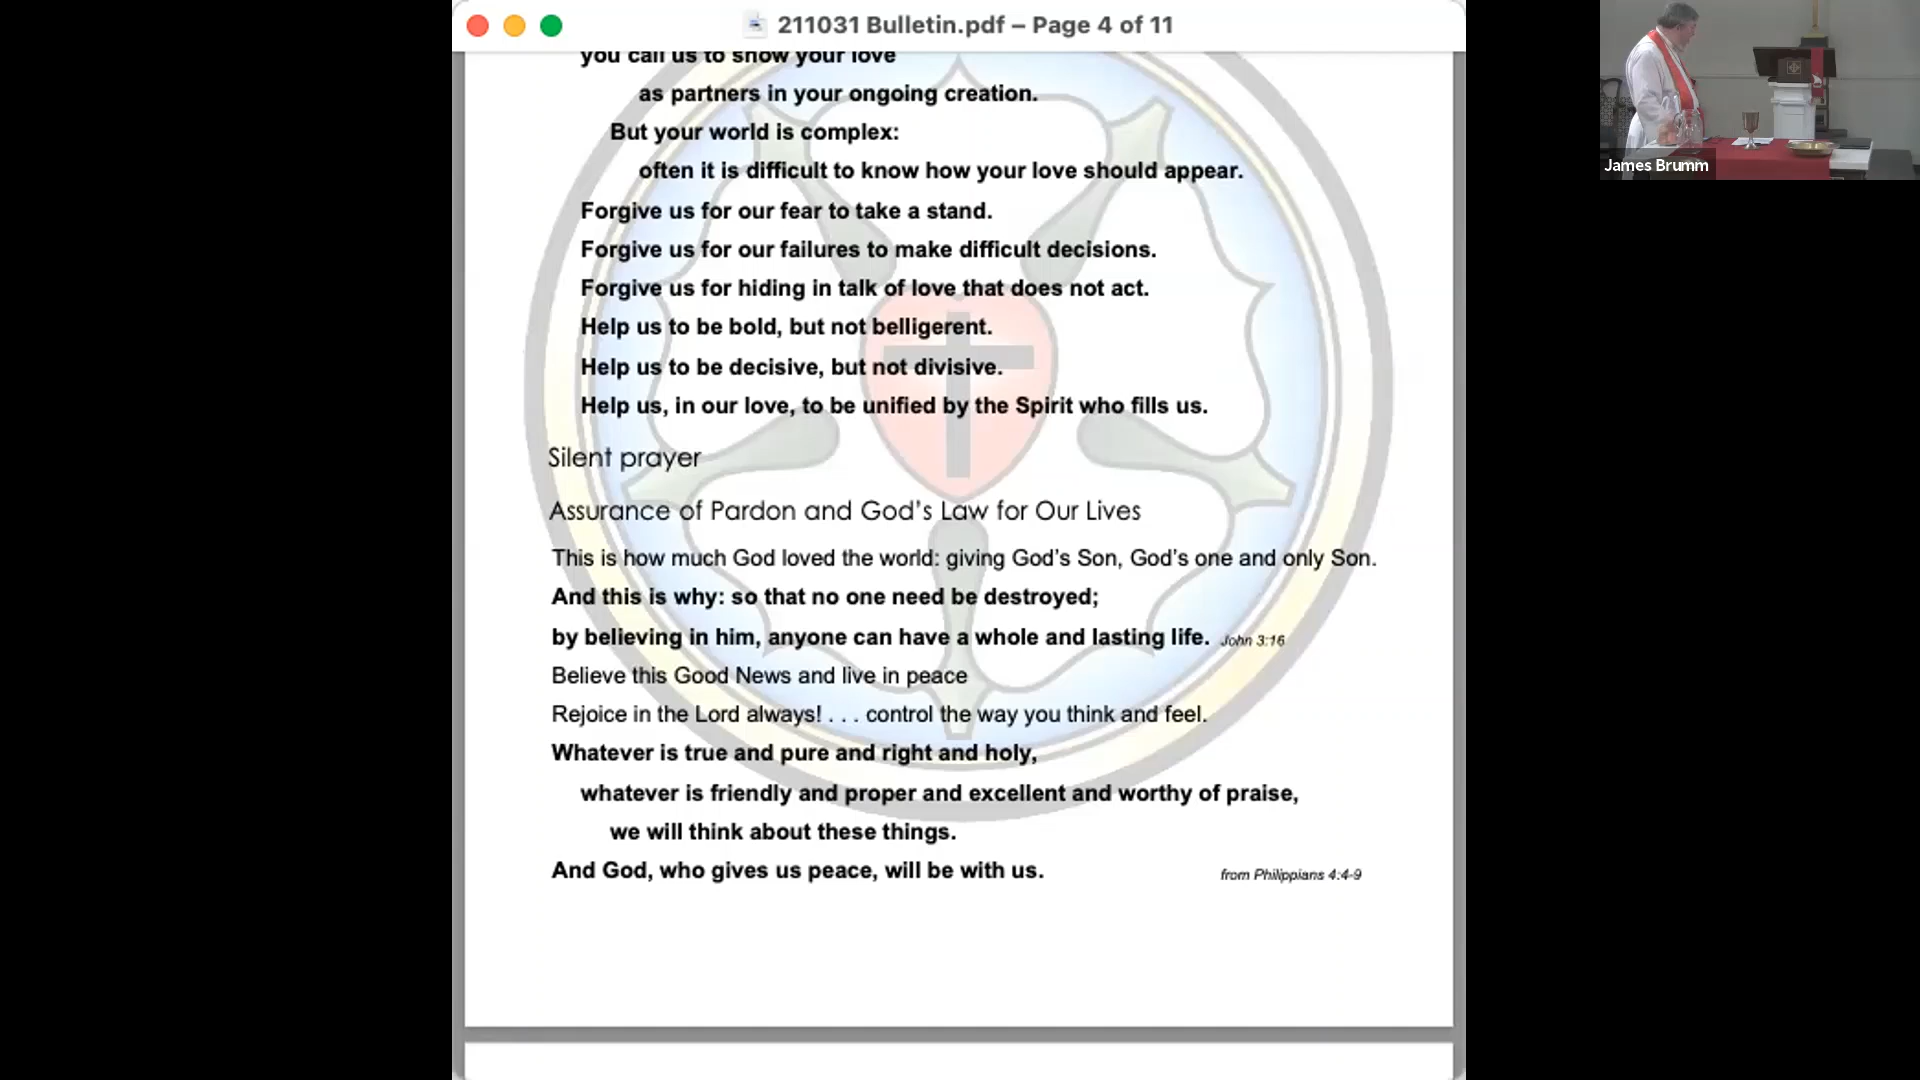 211031 Bulletin.pdf – Page 4 of 11
you call us to show your love
as partners in your ongoing creation.
But your world is complex:
often it is difficult to know how your love should appear.
Forgive us for our fear to take a stand.
Forgive us for our failures to make difficult decisions.
Forgive us for hiding in talk of love that does not act.
Help us to be bold, but not belligerent.
Help us to be decisive, but not divisive.
Help us, in our love, to be unified by the Spirit who fills us.
Silent prayer
Assurance of Pardon and God's Law for Our Lives
This is how much God loved the world: giving God's Son, God's one and only Son.
And this is why: so that no one need be destroyed;
by believing in him, anyone can have a whole and lasting life. John 3:16
Believe this Good News and live in peace
Rejoice in the Lord always! . . . control the way you think and feel.
Whatever is true and pure and right and holy,
whatever is friendly and proper and excellent and worthy of praise,
we will think about these things.
And God, who gives us peace, will be with us. from Philippians 4:4-9
James Brumm